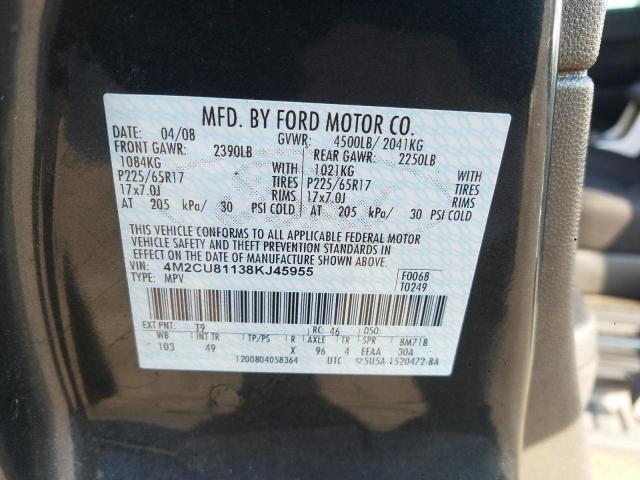 MFD. BY FORD MOTOR CO.
DATE: 04/08 GVWR: 4500LB/ 2041KG
FRONT GAWR: 2390LB REAR GAWR: 2250LB
1084KG WITH 1021KG WITH
P225/65R17 TIRES P225/65R17 TIRES
17x7.0J RIMS 17x7.0J RIMS
AT 205 kPa/ 30 PSI COLD AT 205 kPa/ 30 PSI COLD
THIS VEHICLE CONFORMS TO ALL APPLICABLE FEDERAL MOTOR
VEHICLE SAFETY AND THEFT PREVENTION STANDARDS IN
EFFECT ON THE DATE OF MANUFACTURE SHOWN ABOVE.
VIN: 4M2CU81138KJ45955 F0068
TYPE: MPV T0249
EXT PNT: T9 RC: 46 DSO:
WB INT TR TP/PS R AXLE TR SPR 8M71B
103 49 X 96 4 EEAA 30A
1200804058364 UTC 5U5A-1520472-BA